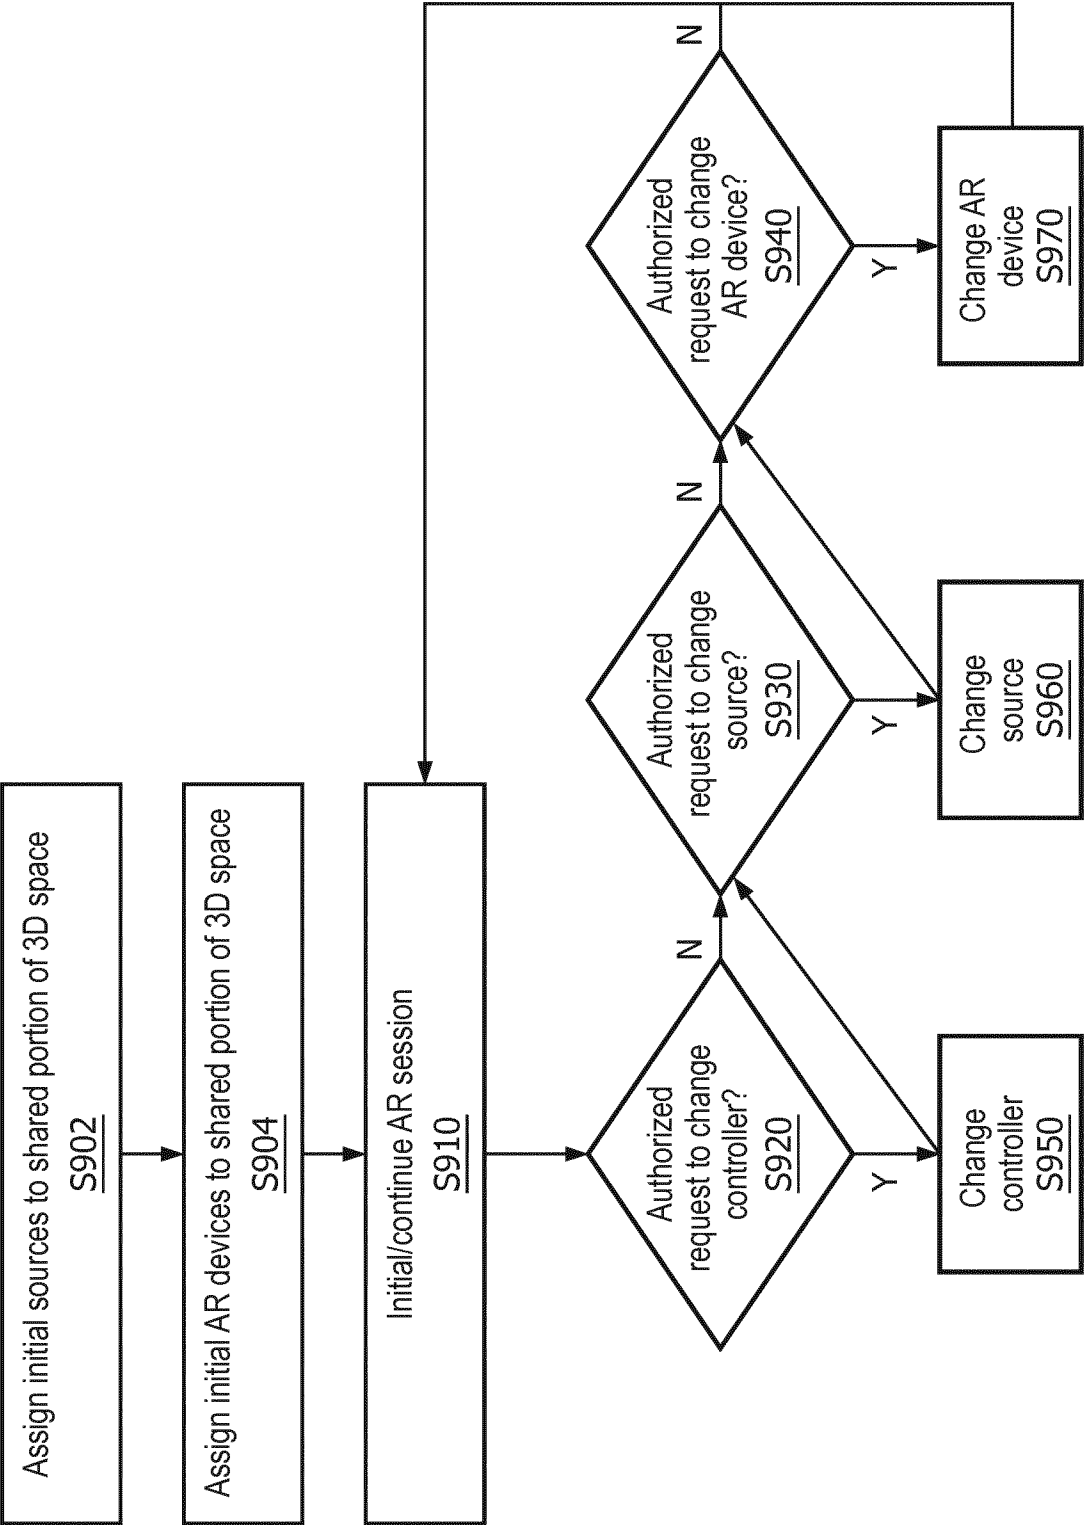 Assign initial sources to shared portion of 3D space
S902
Assign initial AR devices to shared portion of 3D space
S904
Initial/continue AR session
S910
Authorized
request to change
controller?
S920
N
Y
Change
controller
S950
Authorized
request to change
source?
S930
N
Y
Change
source
S960
Authorized
request to change
AR device?
S940
N
Y
Change AR
device
S970